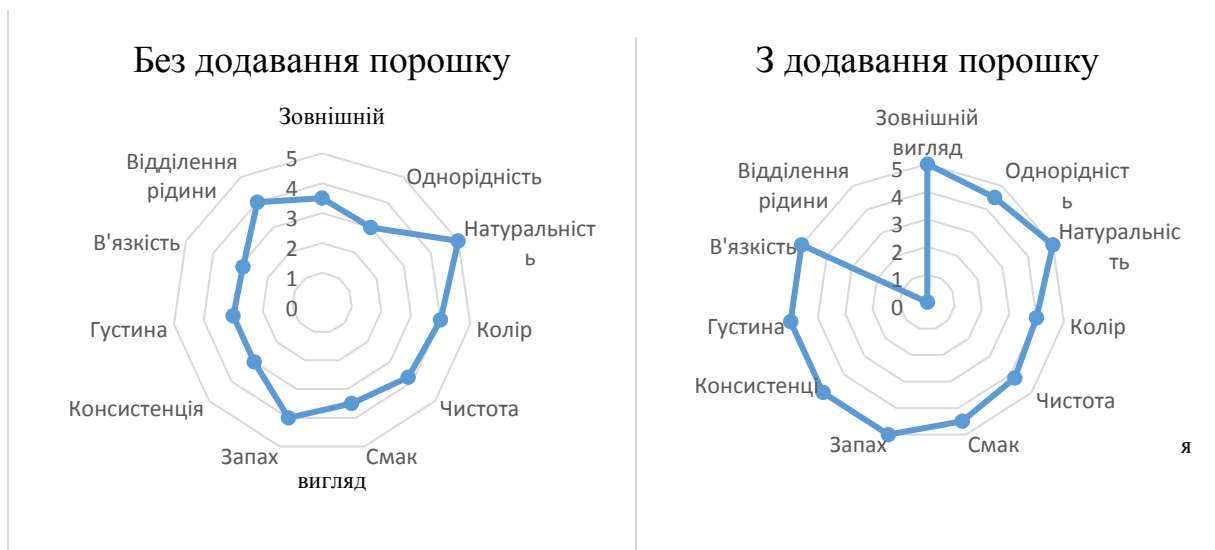 Без додавання порошку
Зовнішній
5
4
3
2
1
0
Однорідність
Натуральніст
ь
Колір
Чистота
Смак
Запах
вигляд
Консистенція
Густина
В'язкість
Відділення
рідини
З додавання порошку
Зовнішній
вигляд
5
4
3
2
1
0
Однорідніст
ь
Натуральніс
ть
Колір
Чистота
Смак
Запах
Консистенці
я
Густина
В'язкість
Відділення
рідини